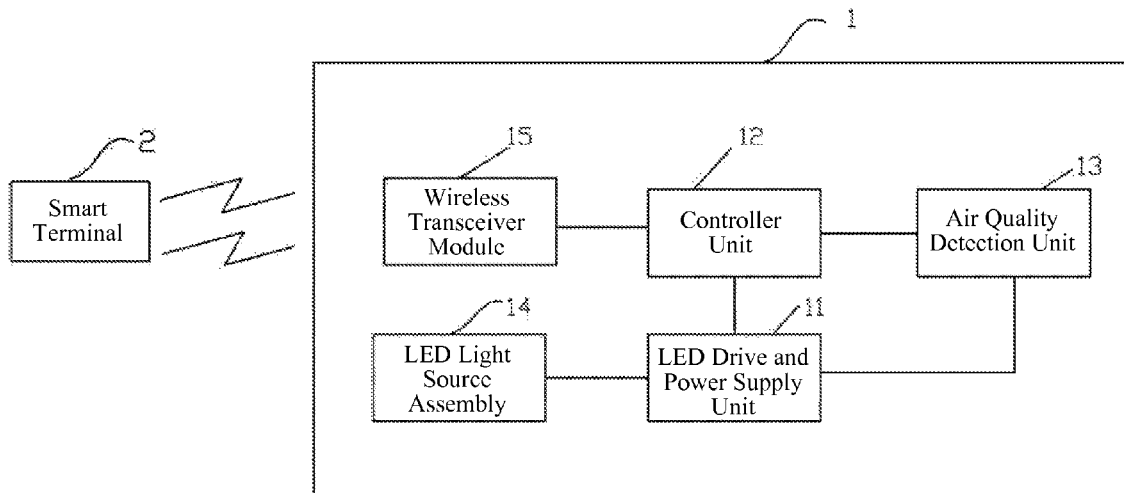 1
2
Smart
Terminal
15
Wireless
Transceiver
Module
12
Controller
Unit
13
Air Quality
Detection Unit
14
LED Light
Source
Assembly
11
LED Drive and
Power Supply
Unit